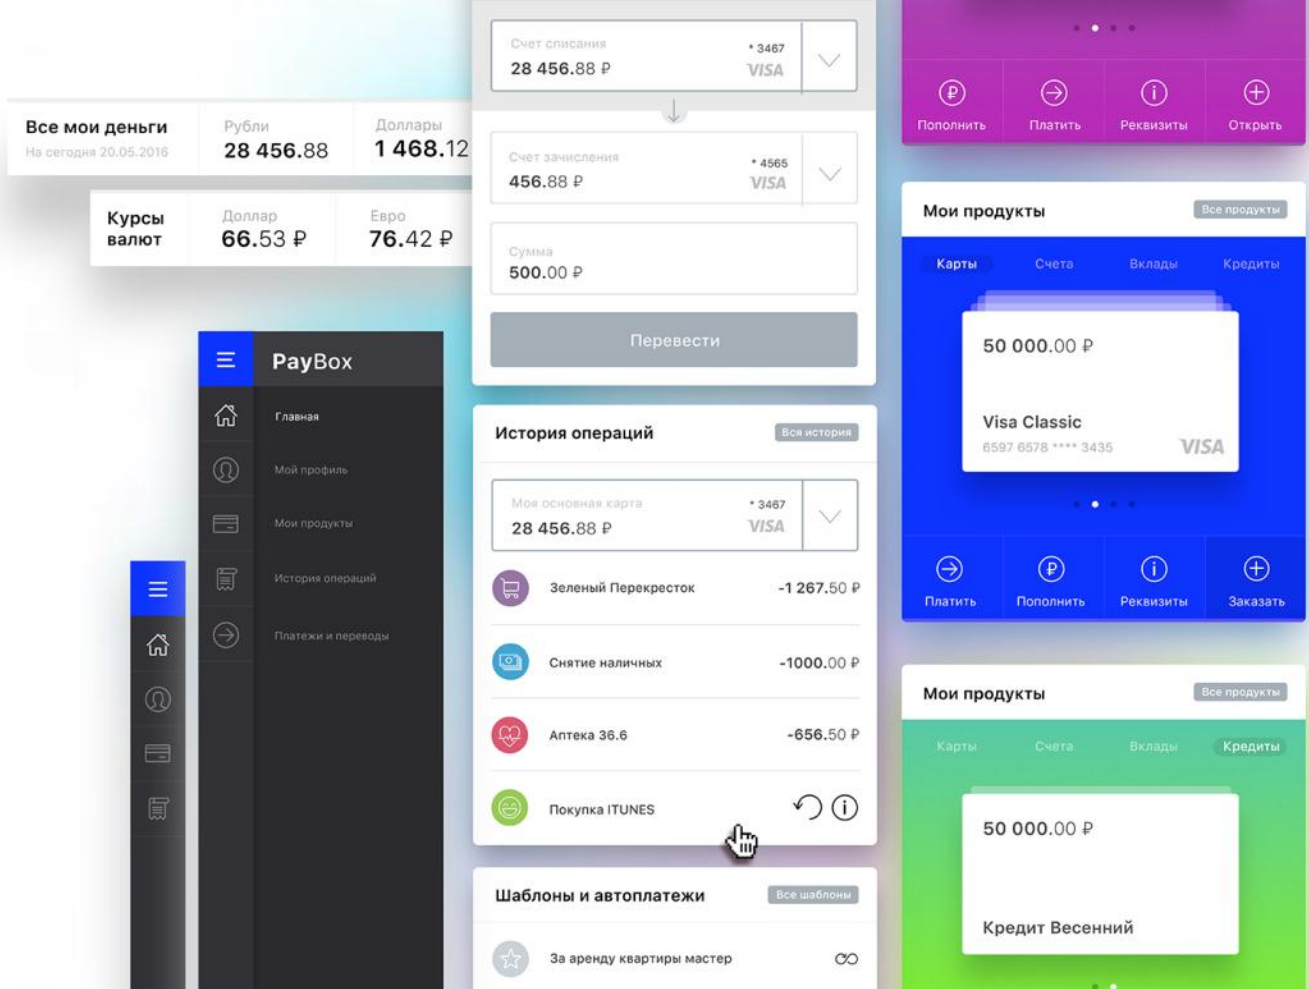 Все мои деньги
На сегодня 20.05.2016
Рубли
28 456.88
Доллары
1 468.12
Курсы
валют
Доллар
66.53 ₽
Евро
76.42 ₽
PayBox
Главная
Мой профиль
Мои продукты
История операций
Платежи и переводы
Счет списания
28 456.88 ₽
* 3467
VISA
Счет зачисления
456.88 ₽
* 4565
VISA
Сумма
500.00 ₽
Перевести
История операций
Вся история
Моя основная карта
28 456.88 ₽
* 3467
VISA
Зеленый Перекресток -1 267.50 ₽
Снятие наличных -1000.00 ₽
Аптека 36.6 -656.50 ₽
Покупка ITUNES
Шаблоны и автоплатежи
Все шаблоны
За аренду квартиры мастер
Пополнить Платить Реквизиты Открыть
Мои продукты
Все продукты
Карты Счета Вклады Кредиты
50 000.00 ₽
Visa Classic
6597 6578 **** 3435
VISA
Платить Пополнить Реквизиты Заказать
Мои продукты
Все продукты
Карты Счета Вклады Кредиты
50 000.00 ₽
Кредит Весенний